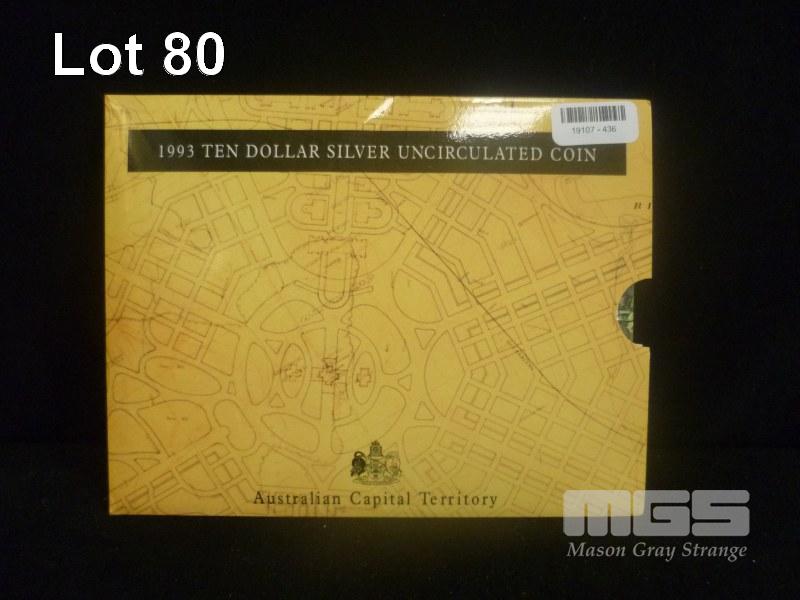 Lot 80
19107 - 436
1993 TEN DOLLAR SILVER UNCIRCULATED COIN
R I
Australian Capital Territory
MGS
Mason Gray Strange